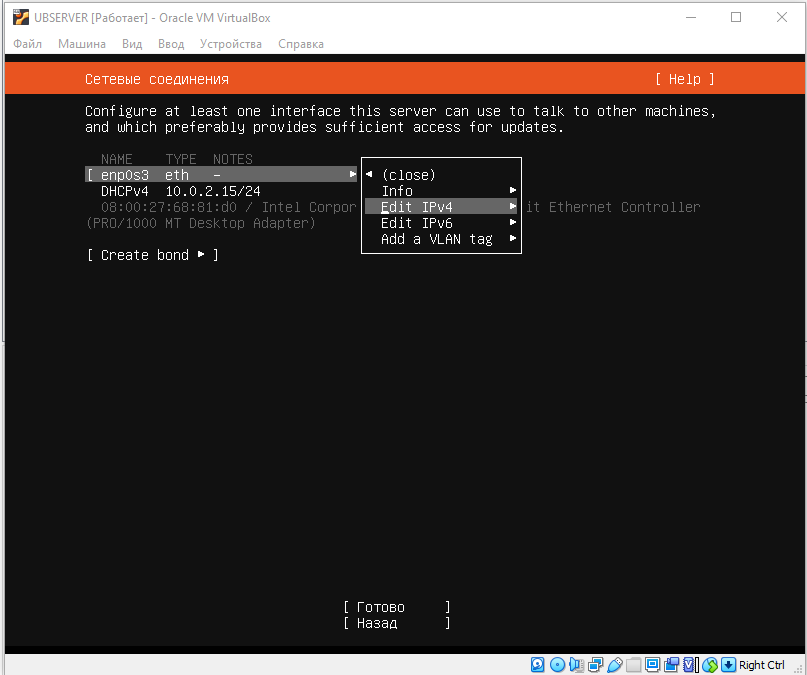 UBSERVER [Работает] - Oracle VM VirtualBox
Файл Машина Вид Ввод Устройства Справка
Сетевые соединения [ Help ]
Configure at least one interface this server can use to talk to other machines,
and which preferably provides sufficient access for updates.
NAME TYPE NOTES
[ enp0s3 eth - ▸ ◂ (close)
DHCPv4 10.0.2.15/24 Info ▸
08:00:27:68:81:d0 / Intel Corpor Edit IPv4 ▸ it Ethernet Controller
(PRO/1000 MT Desktop Adapter) Edit IPv6 ▸
Add a VLAN tag ▸
[ Create bond ▸ ]
[ Готово ]
[ Назад ]
Right Ctrl